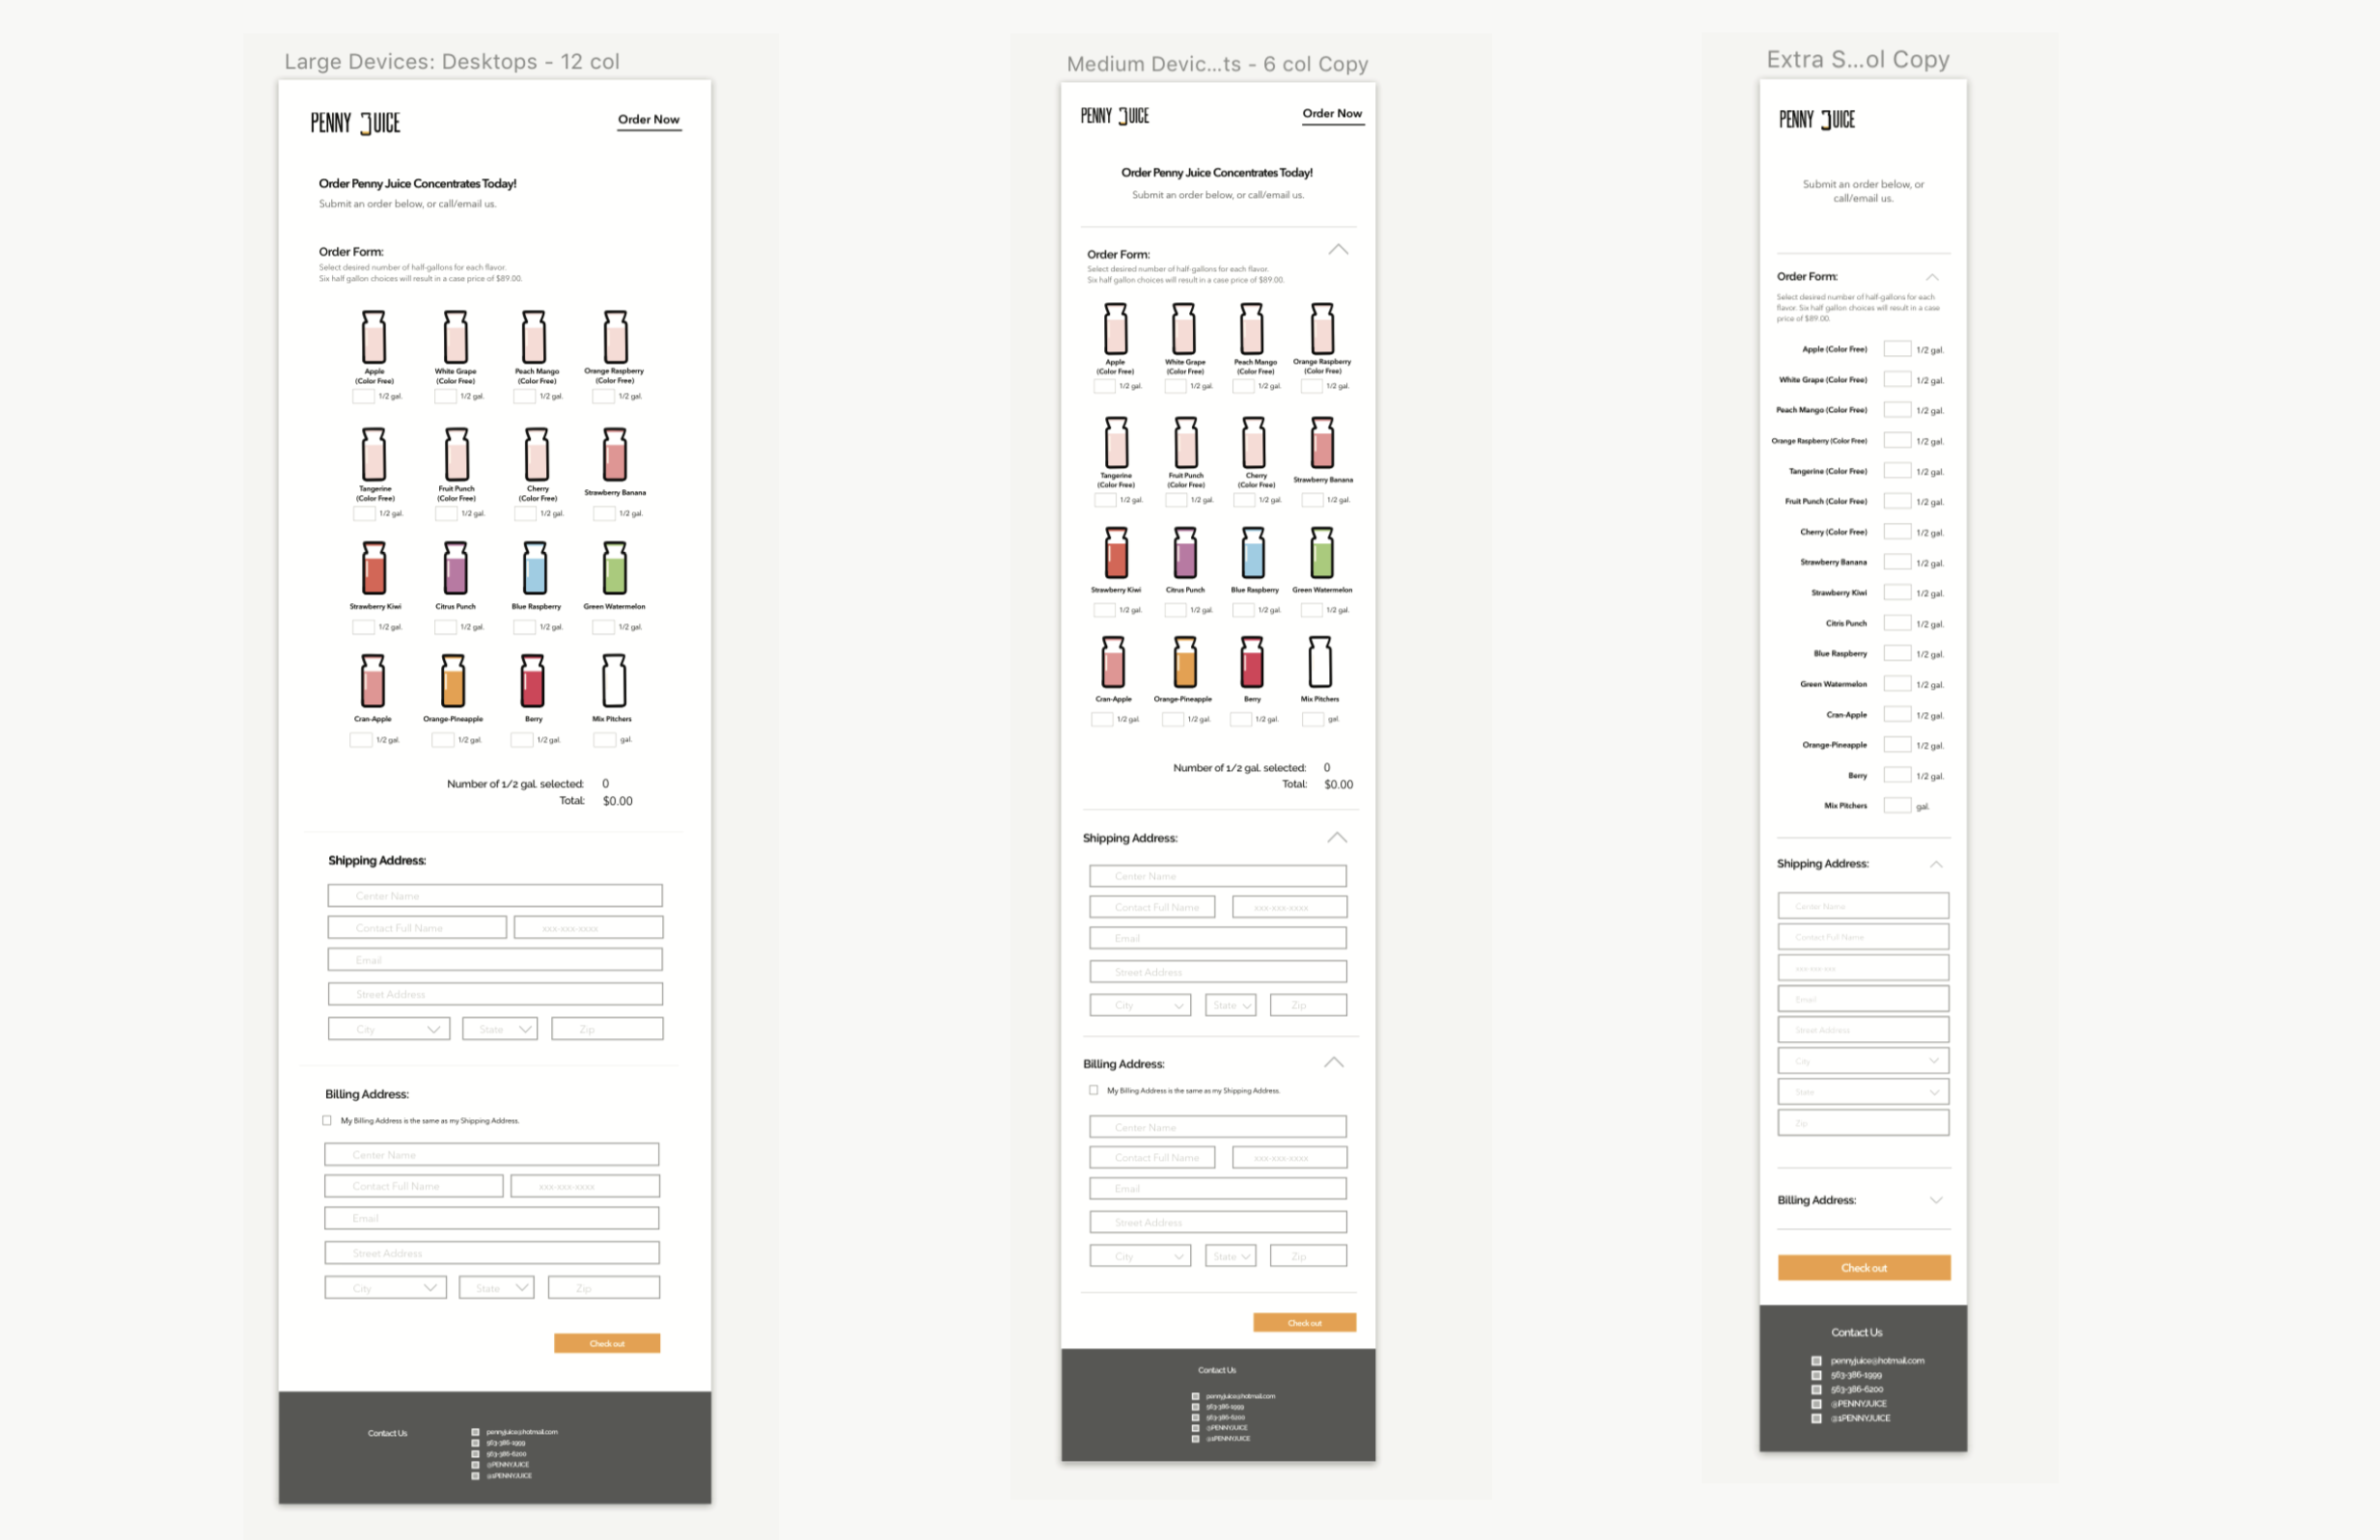 Large Devices: Desktops - 12 col
PENNY JUICE
Order Now
Order Penny Juice Concentrates Today!
Submit an order below, or call/email us.
Order Form:
Select desired number of half-gallons for each flavor.
Six half gallon choices will result in a case price of $89.00.
Apple White Grape Peach Mango Orange Raspberry
(Color Free) (Color Free) (Color Free) (Color Free)
1/2 gal. 1/2 gal. 1/2 gal. 1/2 gal.
Tangerine Fruit Punch Cherry Strawberry Banana
(Color Free) (Color Free) (Color Free)
1/2 gal. 1/2 gal. 1/2 gal. 1/2 gal.
Strawberry Kiwi Citrus Punch Blue Raspberry Green Watermelon
1/2 gal. 1/2 gal. 1/2 gal. 1/2 gal.
Cran-Apple Orange-Pineapple Berry Mix Pitchers
1/2 gal. 1/2 gal. 1/2 gal. gal.
Number of 1/2 gal. selected: 0
Total: $0.00
Shipping Address:
Center Name
Contact Full Name xxx-xxx-xxxx
Email
Street Address
City State Zip
Billing Address:
My Billing Address is the same as my Shipping Address.
Center Name
Contact Full Name xxx-xxx-xxxx
Email
Street Address
City State Zip
Check out
Contact Us
pennyjuice@hotmail.com
563-386-1999
563-386-6200
@PENNYJUICE
@1PENNYJUICE
Medium Devic...ts - 6 col Copy
PENNY JUICE
Order Now
Order Penny Juice Concentrates Today!
Submit an order below, or call/email us.
Order Form:
Select desired number of half-gallons for each flavor.
Six half gallon choices will result in a case price of $89.00.
Apple White Grape Peach Mango Orange Raspberry
(Color Free) (Color Free) (Color Free) (Color Free)
1/2 gal. 1/2 gal. 1/2 gal. 1/2 gal.
Tangerine Fruit Punch Cherry Strawberry Banana
(Color Free) (Color Free) (Color Free)
1/2 gal. 1/2 gal. 1/2 gal. 1/2 gal.
Strawberry Kiwi Citrus Punch Blue Raspberry Green Watermelon
1/2 gal. 1/2 gal. 1/2 gal. 1/2 gal.
Cran-Apple Orange-Pineapple Berry Mix Pitchers
1/2 gal. 1/2 gal. 1/2 gal. gal.
Number of 1/2 gal. selected: 0
Total: $0.00
Shipping Address:
Center Name
Contact Full Name xxx-xxx-xxxx
Email
Street Address
City State Zip
Billing Address:
My Billing Address is the same as my Shipping Address.
Center Name
Contact Full Name xxx-xxx-xxxx
Email
Street Address
City State Zip
Check out
Contact Us
pennyjuice@hotmail.com
563-386-1999
563-386-6200
@PENNYJUICE
@1PENNYJUICE
Extra S...ol Copy
PENNY JUICE
Submit an order below, or
call/email us.
Order Form:
Select desired number of half-gallons for each
flavor. Six half gallon choices will result in a case
price of $89.00.
Apple (Color Free) 1/2 gal.
White Grape (Color Free) 1/2 gal.
Peach Mango (Color Free) 1/2 gal.
Orange Raspberry (Color Free) 1/2 gal.
Tangerine (Color Free) 1/2 gal.
Fruit Punch (Color Free) 1/2 gal.
Cherry (Color Free) 1/2 gal.
Strawberry Banana 1/2 gal.
Strawberry Kiwi 1/2 gal.
Citris Punch 1/2 gal.
Blue Raspberry 1/2 gal.
Green Watermelon 1/2 gal.
Cran-Apple 1/2 gal.
Orange-Pineapple 1/2 gal.
Berry 1/2 gal.
Mix Pitchers gal.
Shipping Address:
Center Name
Contact Full Name
xxx-xxx-xxx
Email
Street Address
City
State
Zip
Billing Address:
Check out
Contact Us
pennyjuice@hotmail.com
563-386-1999
563-386-6200
@PENNYJUICE
@1PENNYJUICE